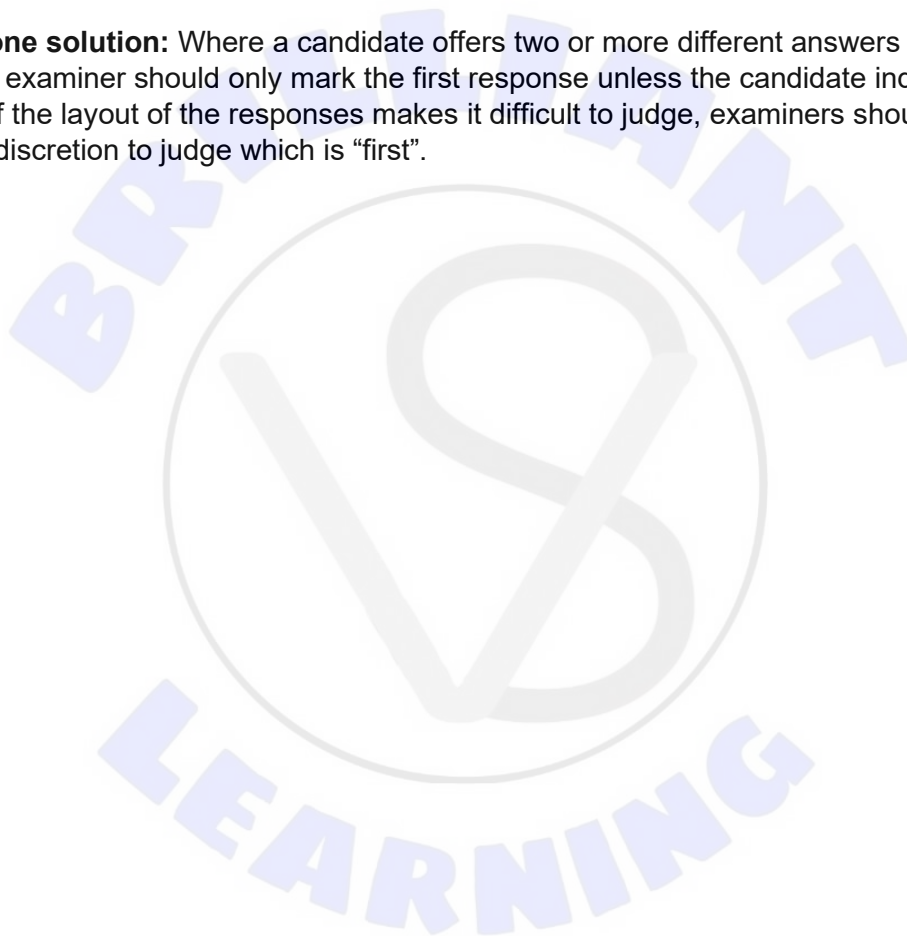 one solution: Where a candidate offers two or more different answers
examiner should only mark the first response unless the candidate
f the layout of the responses makes it difficult to judge, examiners
discretion to judge which is “first”.
BRILLIANT
VS
LEARNING